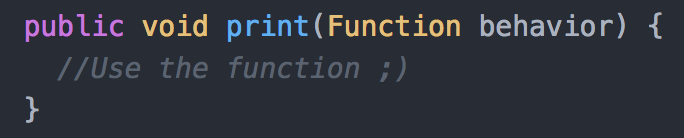 public void print(Function behavior) {
//Use the function ;)
}